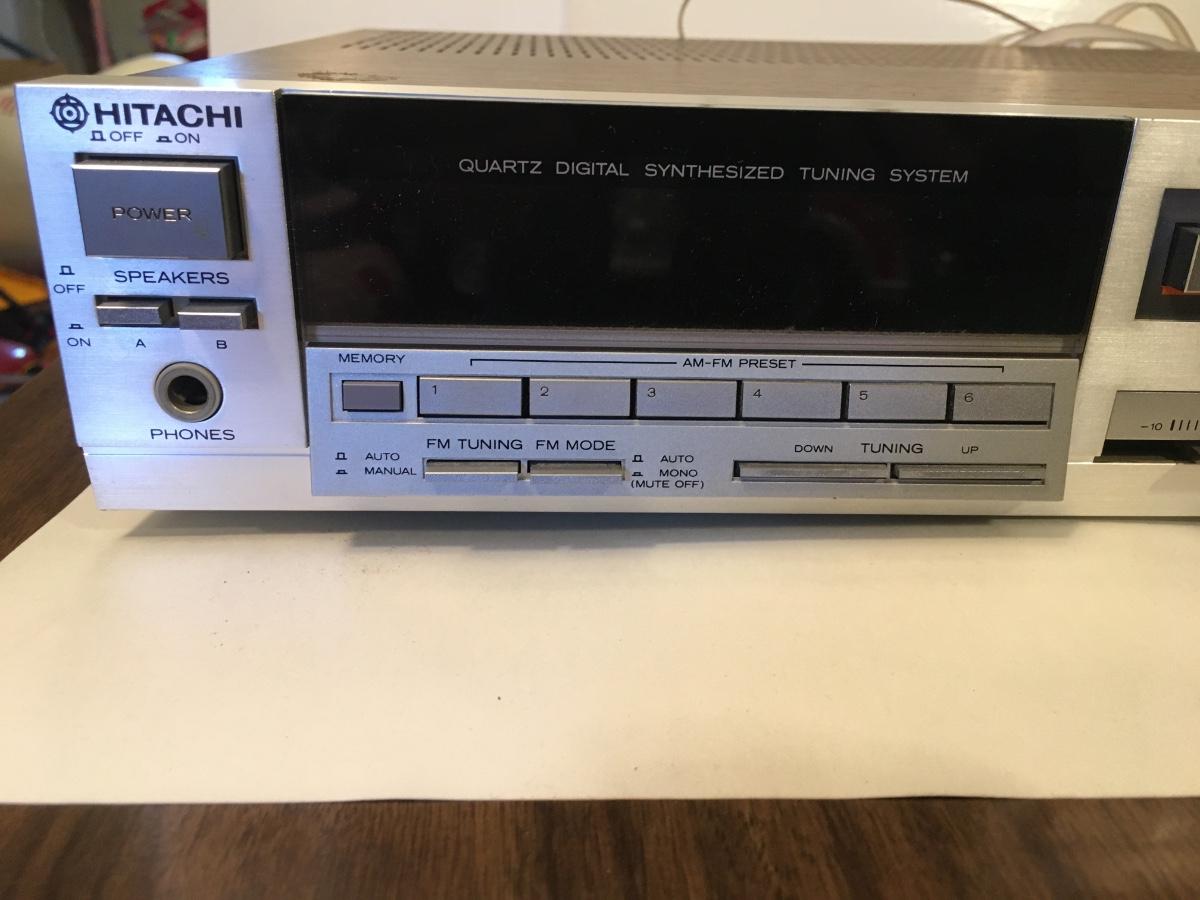 HITACHI
OFF ON
POWER
SPEAKERS
OFF
ON
A B
PHONES
QUARTZ DIGITAL SYNTHESIZED TUNING SYSTEM
MEMORY
AM-FM PRESET
1 2 3 4 5 6
FM TUNING FM MODE
AUTO
MANUAL
AUTO
MONO
(MUTE OFF)
DOWN TUNING UP
-10